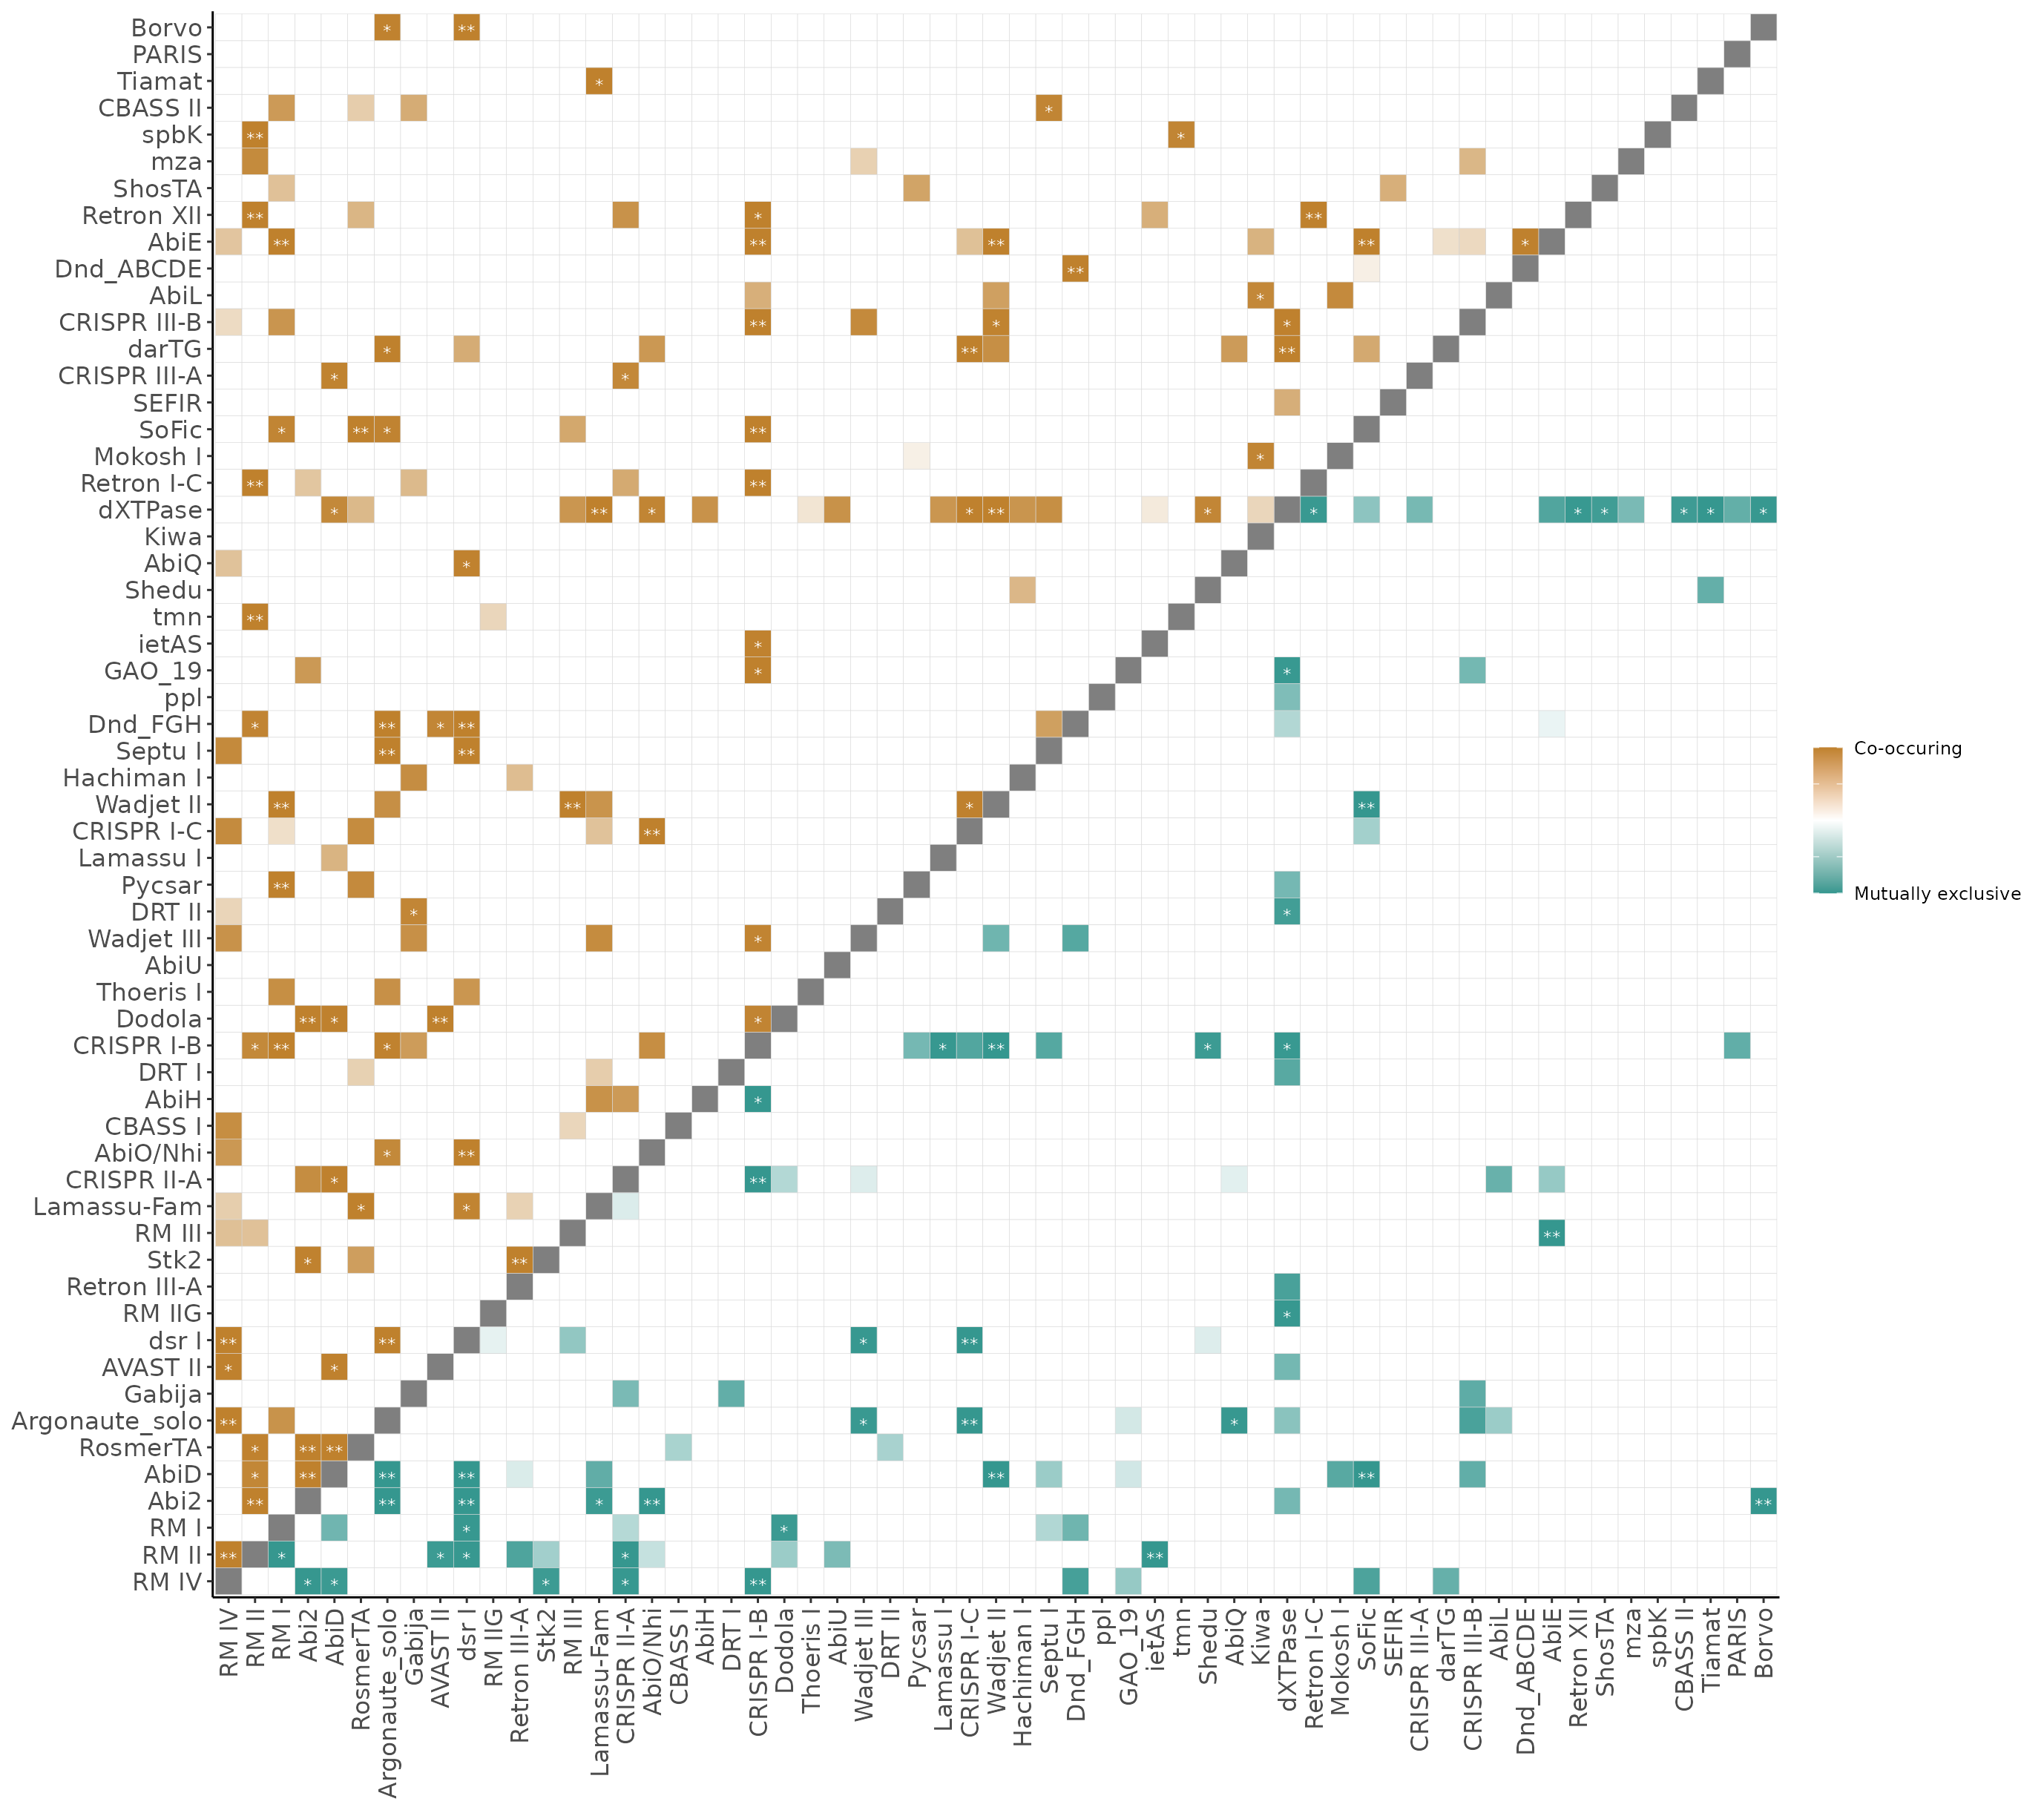 Borvo
PARIS
Tiamat
CBASS II
spbK
mza
ShosTA
Retron XII
AbiE
Dnd_ABCDE
AbiL
CRISPR III-B
darTG
CRISPR III-A
SEFIR
SoFic
Mokosh I
Retron I-C
dXTPase
Kiwa
AbiQ
Shedu
tmn
ietAS
GAO_19
ppl
Dnd_FGH
Septu I
Hachiman I
Wadjet II
CRISPR I-C
Lamassu I
Pycsar
DRT II
Wadjet III
AbiU
Thoeris I
Dodola
CRISPR I-B
DRT I
AbiH
CBASS I
AbiO/Nhi
CRISPR II-A
Lamassu-Fam
RM III
Stk2
Retron III-A
RM IIG
dsr I
AVAST II
Gabija
Argonaute_solo
RosmerTA
AbiD
Abi2
RM I
RM II
RM IV
RM IV
RM II
RM I
Abi2
AbiD
RosmerTA
Argonaute_solo
Gabija
AVAST II
dsr I
RM IIG
Retron III-A
Stk2
RM III
Lamassu-Fam
CRISPR II-A
AbiO/Nhi
CBASS I
AbiH
DRT I
CRISPR I-B
Dodola
Thoeris I
AbiU
Wadjet III
DRT II
Pycsar
Lamassu I
CRISPR I-C
Wadjet II
Hachiman I
Septu I
Dnd_FGH
ppl
GAO_19
ietAS
tmn
Shedu
AbiQ
Kiwa
dXTPase
Retron I-C
Mokosh I
SoFic
SEFIR
CRISPR III-A
darTG
CRISPR III-B
AbiL
Dnd_ABCDE
AbiE
Retron XII
ShosTA
mza
spbK
CBASS II
Tiamat
PARIS
Borvo
Co-occuring
Mutually exclusive